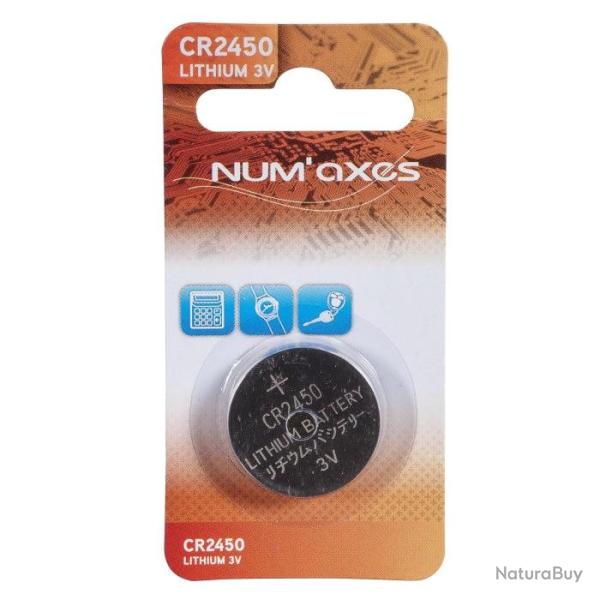 CR2450
LITHIUM 3V
NUM'axes
+
CR2450
LITHIUM BATTERY
リチウムバッテリー
3V
CR2450
LITHIUM 3V
NaturaBuy